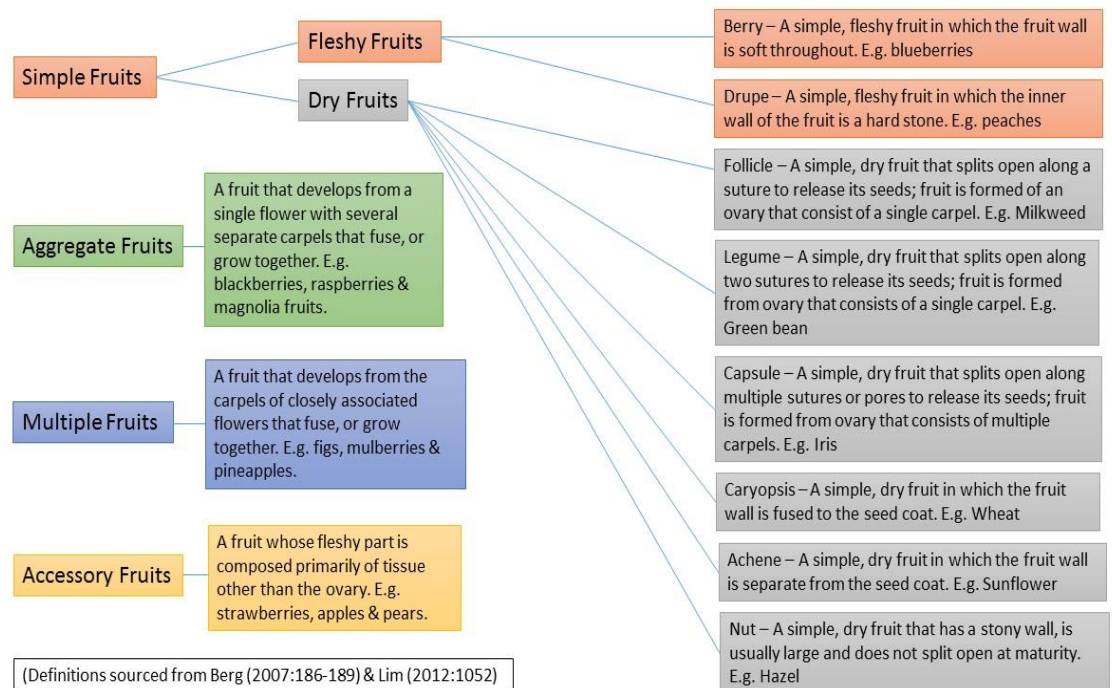 Simple Fruits
Fleshy Fruits
Dry Fruits
Berry – A simple, fleshy fruit in which the fruit wall
is soft throughout. E.g. blueberries
Drupe – A simple, fleshy fruit in which the inner
wall of the fruit is a hard stone. E.g. peaches
Follicle – A simple, dry fruit that splits open along a
suture to release its seeds; fruit is formed of an
ovary that consist of a single carpel. E.g. Milkweed
Legume – A simple, dry fruit that splits open along
two sutures to release its seeds; fruit is formed
from ovary that consists of a single carpel. E.g.
Green bean
Capsule – A simple, dry fruit that splits open along
multiple sutures or pores to release its seeds; fruit
is formed from ovary that consists of multiple
carpels. E.g. Iris
Caryopsis – A simple, dry fruit in which the fruit
wall is fused to the seed coat. E.g. Wheat
Achene – A simple, dry fruit in which the fruit wall
is separate from the seed coat. E.g. Sunflower
Nut – A simple, dry fruit that has a stony wall, is
usually large and does not split open at maturity.
E.g. Hazel
Aggregate Fruits
A fruit that develops from a
single flower with several
separate carpels that fuse, or
grow together. E.g.
blackberries, raspberries &
magnolia fruits.
Multiple Fruits
A fruit that develops from the
carpels of closely associated
flowers that fuse, or grow
together. E.g. figs, mulberries &
pineapples.
Accessory Fruits
A fruit whose fleshy part is
composed primarily of tissue
other than the ovary. E.g.
strawberries, apples & pears.
(Definitions sourced from Berg (2007:186-189) & Lim (2012:1052)